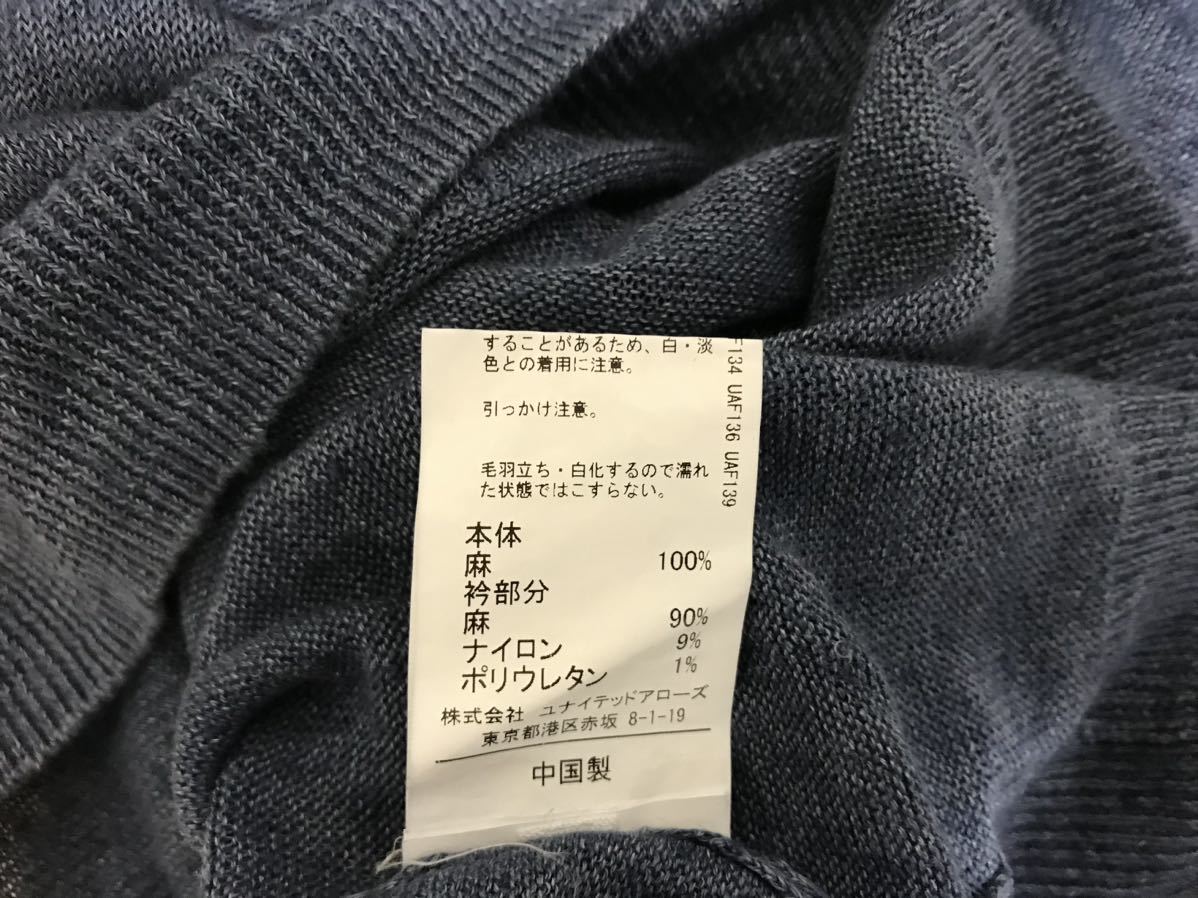 することがあるため、白・淡
色との着用に注意。
引っかけ注意。
毛羽立ち・白化するので濡れ
た状態ではこすらない。
本体
麻 100%
衿部分
麻 90%
ナイロン 9%
ポリウレタン 1%
株式会社 ユナイテッドアローズ
東京都港区赤坂 8-1-19
中国製
F134 UAF136 UAF139